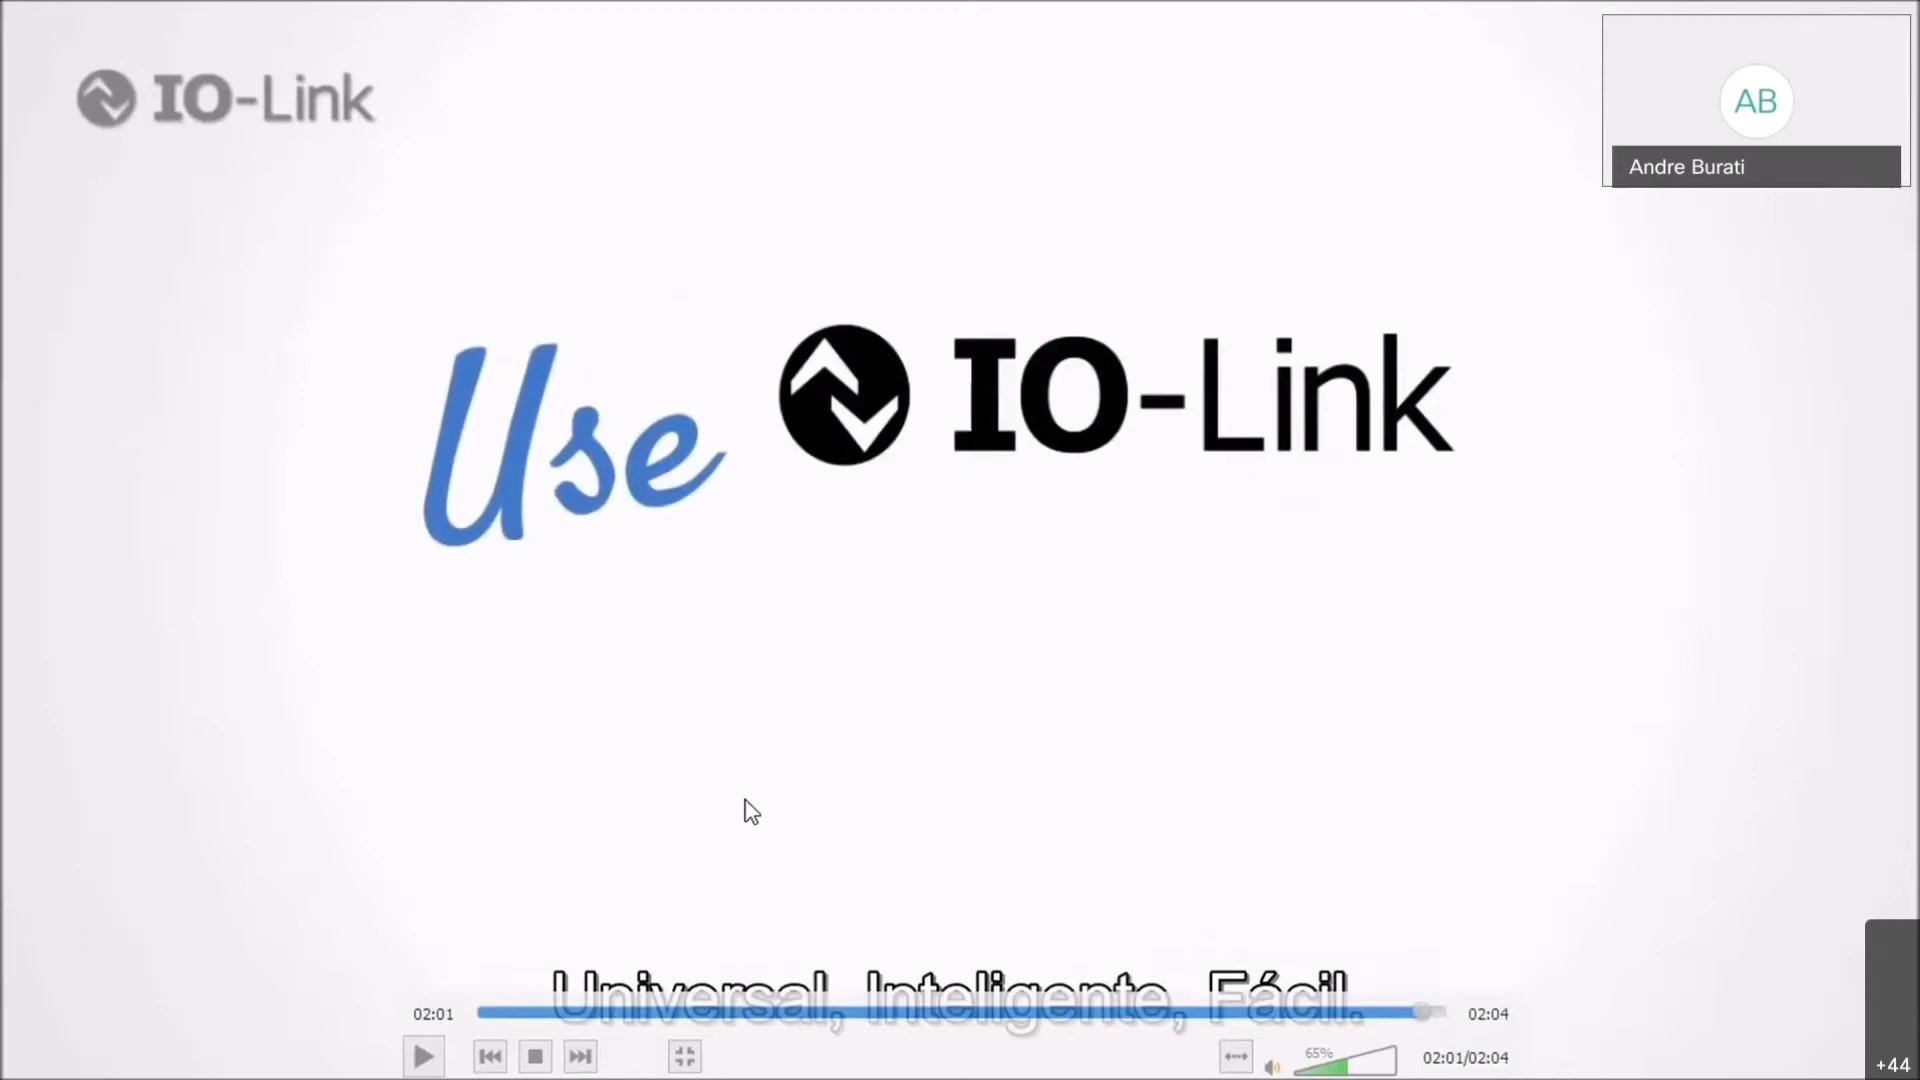 IO-Link
AB
Andre Burati
Use IO-Link
Universal, Inteligente, Fácil.
02:01
02:04
65%
02:01/02:04
+44